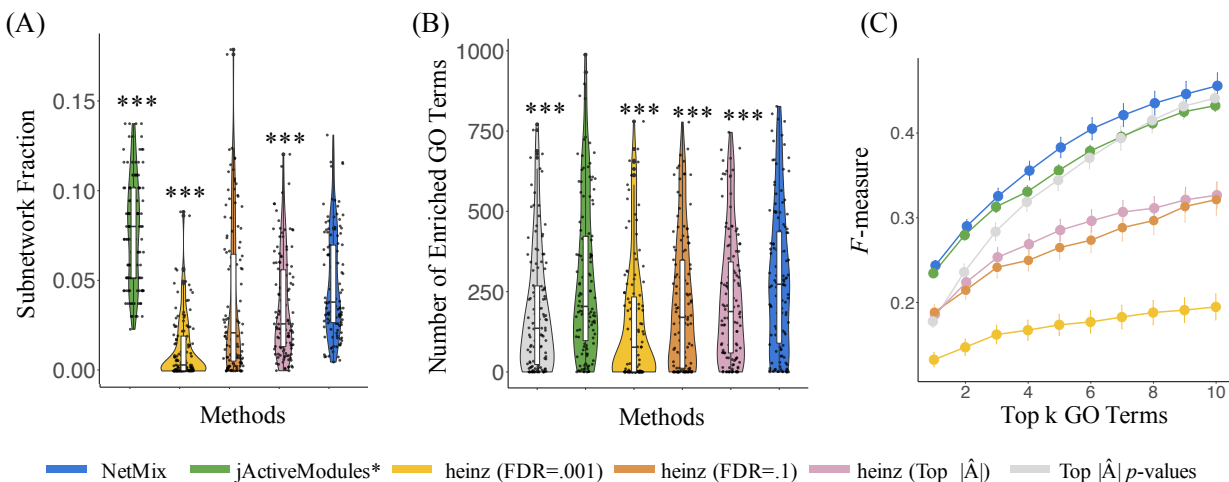 (A)
Subnetwork Fraction
0.15
0.10
0.05
0.00
***
***
***
Methods
(B)
Number of Enriched GO Terms
1000
750
500
250
0
***
***
***
***
Methods
(C)
F-measure
0.4
0.3
0.2
2 4 6 8 10
Top k GO Terms
NetMix jActiveModules* heinz (FDR=.001) heinz (FDR=.1) heinz (Top |Â|) Top |Â| p-values